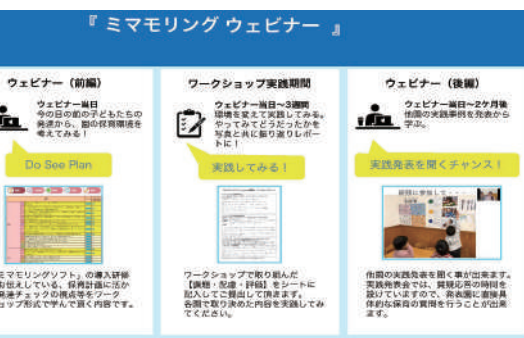 『 ミマモリング ウェビナー 』
ウェビナー（前編）
ウェビナー当日
今の目の前の子どもたちの
発達から、園の保育環境を
考えてみる！
Do See Plan
ミマモリングソフト」の導入研修
お伝えしている、保育計画に活か
発達チェックの視点等をワーク
ョップ形式で学んで頂く内容です。
ワークショップ実践期間
ウェビナー当日～3週間
環境を変えて実践してみる。
やってみてどうだったかを
写真と共に振り返りレポー
トに！
実践してみる！
ワークショップで取り組んだ
【課題・配慮・評価】をシートに
記入してご提出して頂きます。
各園で取り決めた内容を実践してみ
てください。
ウェビナー（後編）
ウェビナー当日～2ケ月後
他園の実践事例を発表から
学ぶ。
実践発表を聞くチャンス！
他園の実践発表を聞く事が出来ます。
実践発表会では、質疑応答の時間を
設けていますので、発表園に直接具
体的な保育の質問を行うことが出来
ます。